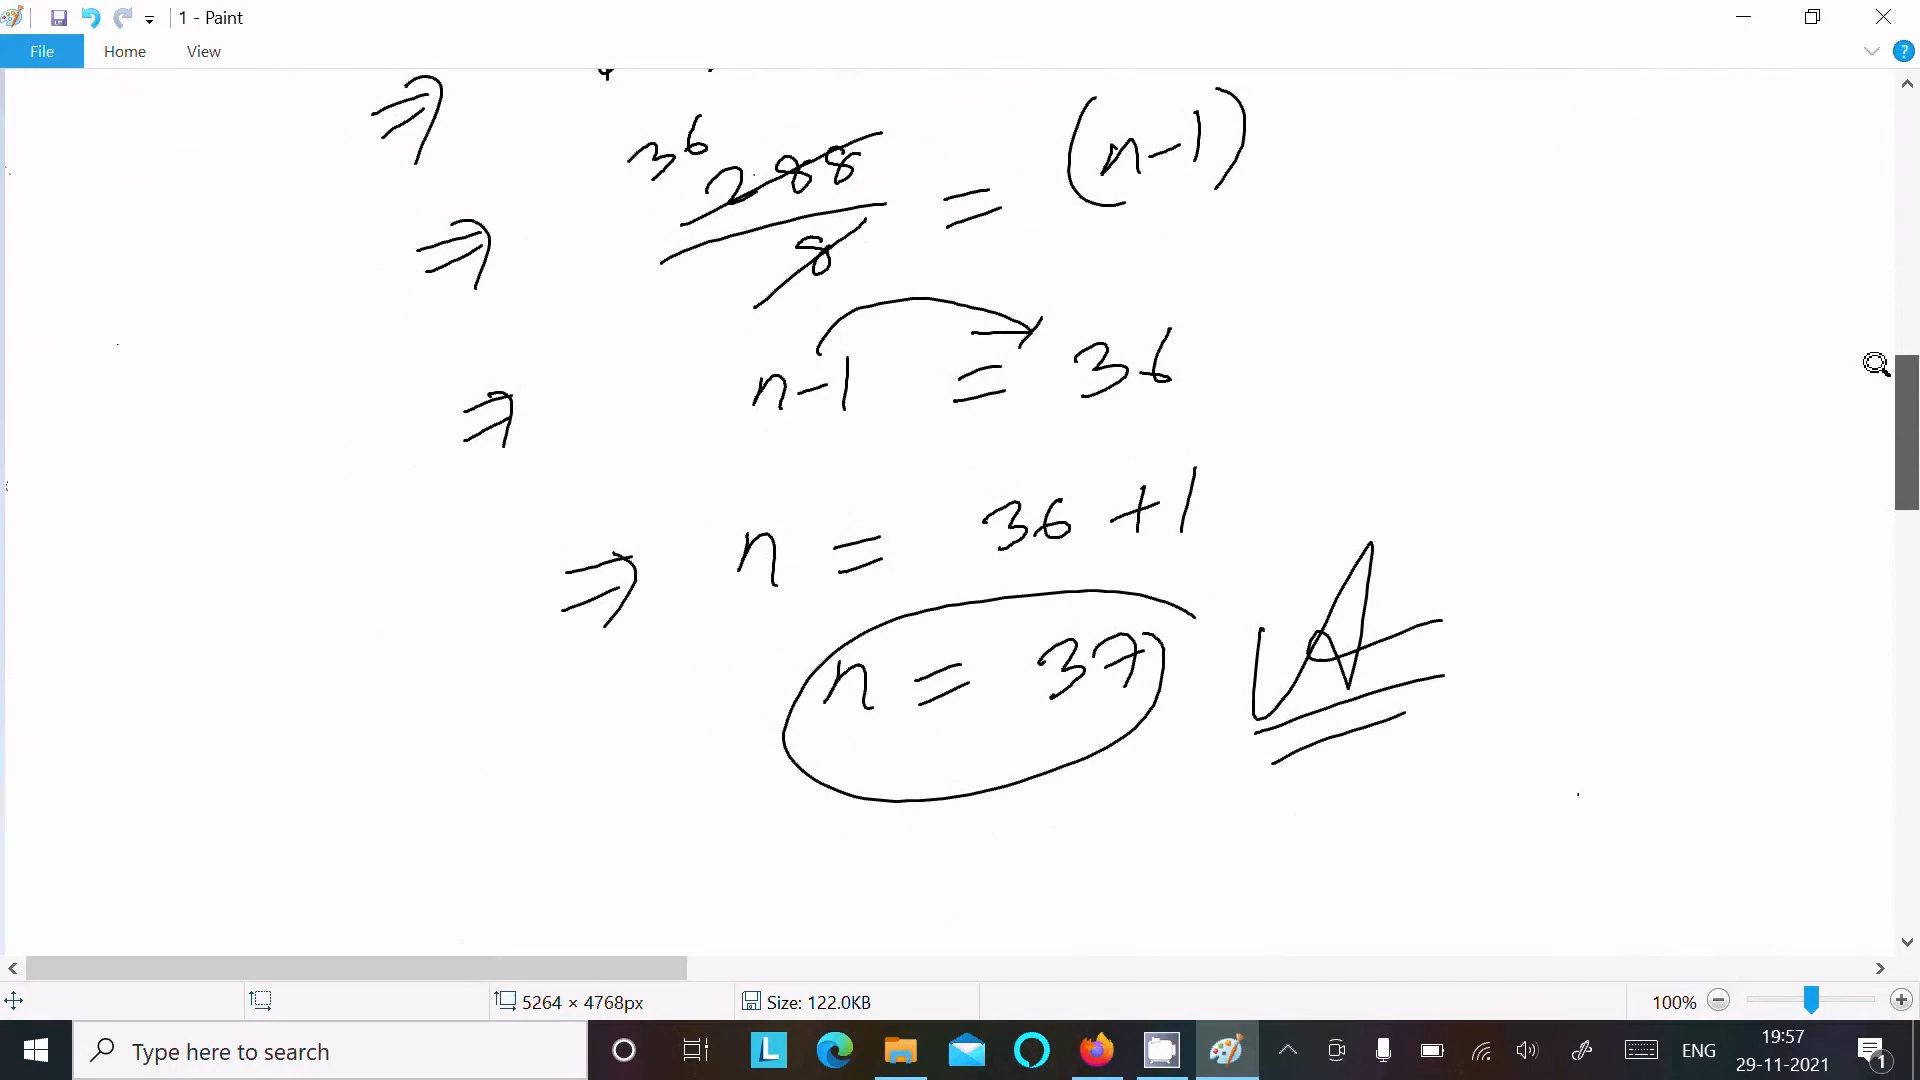 1 - Paint
File Home View
⇒
36
⇒ 288/8 = (n-1)
⇒ n-1 = 36
⇒ n = 36 +1
n = 37
5264 × 4768px Size: 122.0KB 100%
Type here to search L ENG 19:57 1
29-11-2021